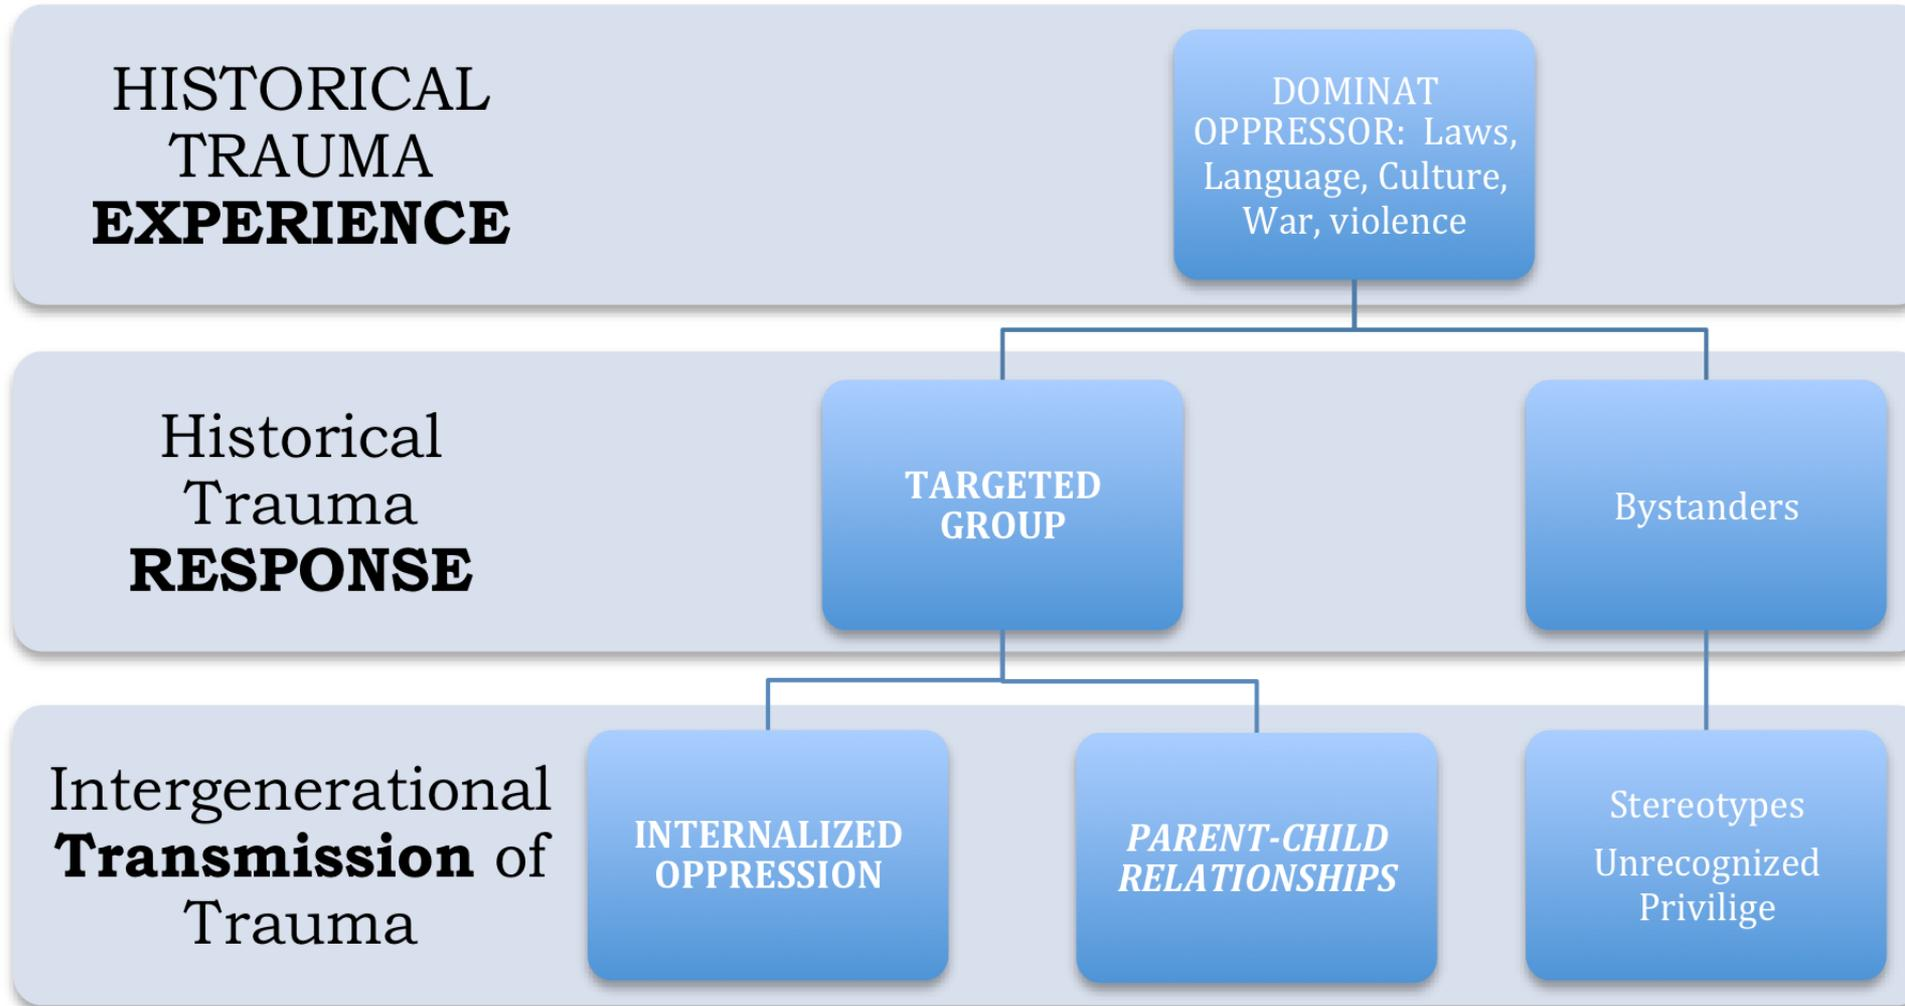 HISTORICAL
TRAUMA
EXPERIENCE
DOMINAT
OPPRESSOR: Laws,
Language, Culture,
War, violence
Historical
Trauma
RESPONSE
TARGETED
GROUP
Bystanders
Intergenerational
Transmission of
Trauma
INTERNALIZED
OPPRESSION
PARENT-CHILD
RELATIONSHIPS
Stereotypes
Unrecognized
Privilige